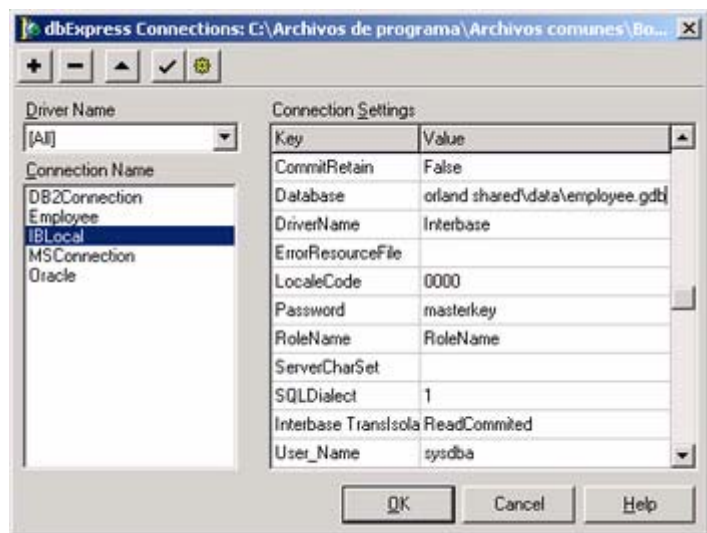 dbExpress Connections: C:\Archivos de programa\Archivos comunes\Bo...
Driver Name
[All]
Connection Name
DB2Connection
Employee
IBLocal
MSConnection
Oracle
Connection Settings
Key Value
CommitRetain False
Database orland shared\data\employee.gdb
DriverName Interbase
ErrorResourceFile
LocaleCode 0000
Password masterkey
RoleName RoleName
ServerCharSet
SQLDialect 1
Interbase TransIsola ReadCommited
User_Name sysdba
OK Cancel Help